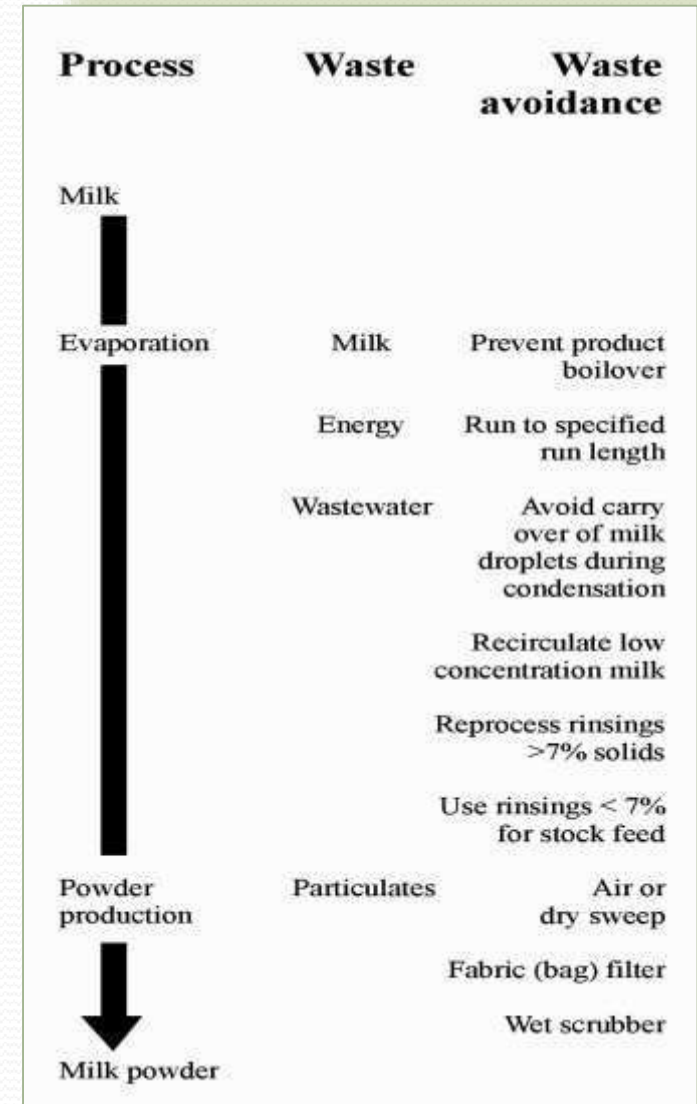 Process Waste Waste
avoidance
Milk
Evaporation Milk Prevent product
boilover
Energy Run to specified
run length
Wastewater Avoid carry
over of milk
droplets during
condensation
Recirculate low
concentration milk
Reprocess rinsings
>7% solids
Use rinsings < 7%
for stock feed
Powder Particulates Air or
production dry sweep
Fabric (bag) filter
Wet scrubber
Milk powder